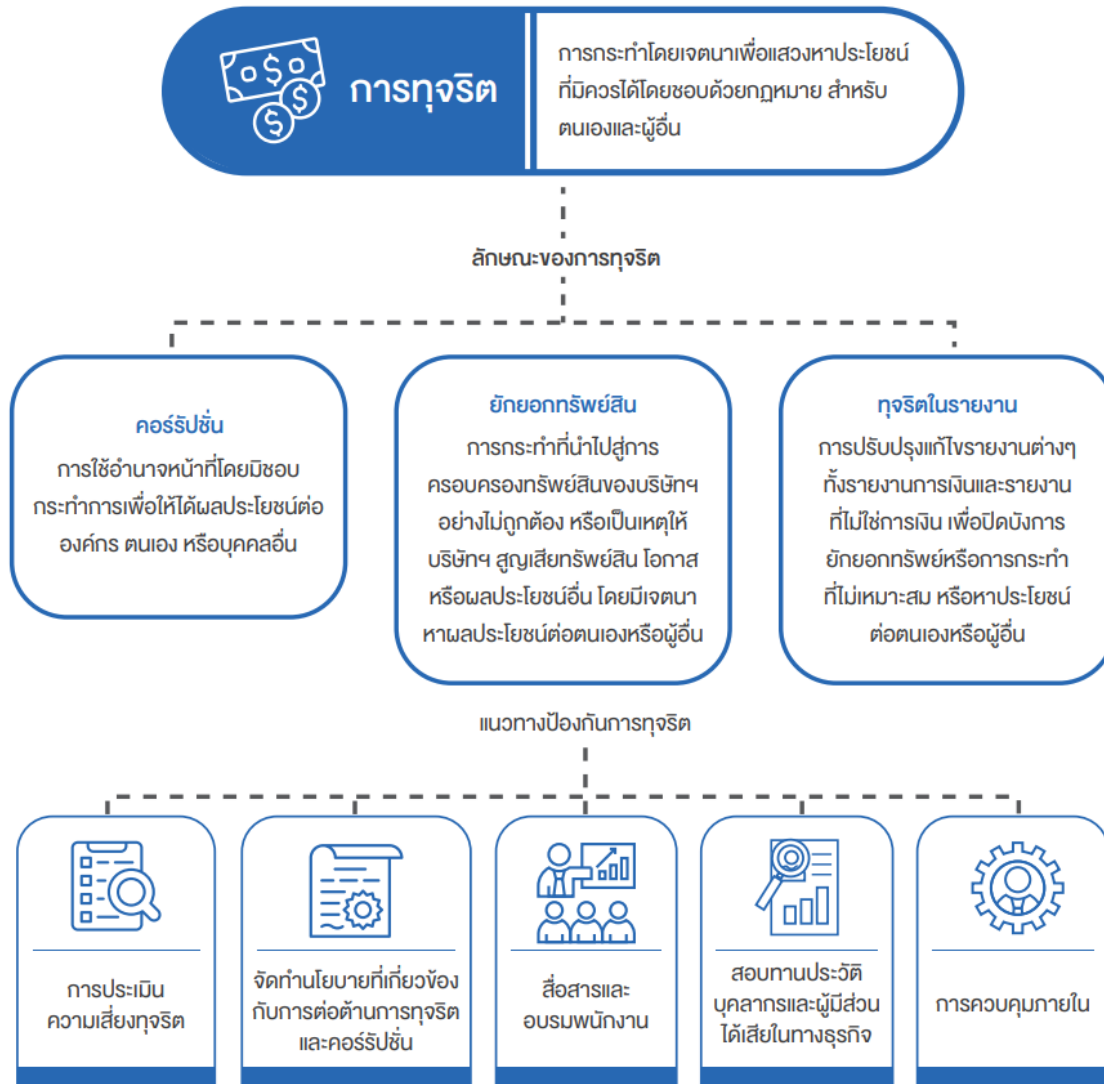 การทุจริต
การกระทำโดยเจตนาเพื่อแสวงหาประโยชน์
ที่มิควรได้โดยชอบด้วยกฎหมาย สำหรับ
ตนเองและผู้อื่น
ลักษณะของการทุจริต
คอร์รัปชั่น
การใช้อำนาจหน้าที่โดยมิชอบ
กระทำการเพื่อให้ได้ผลประโยชน์ต่อ
องค์กร ตนเอง หรือบุคคลอื่น
ยักยอกทรัพย์สิน
การกระทำที่นำไปสู่การ
ครอบครองทรัพย์สินของบริษัทฯ
อย่างไม่ถูกต้อง หรือเป็นเหตุให้
บริษัทฯ สูญเสียทรัพย์สิน โอกาส
หรือผลประโยชน์อื่น โดยมีเจตนา
หาผลประโยชน์ต่อตนเองหรือผู้อื่น
ทุจริตในรายงาน
การปรับปรุงแก้ไขรายงานต่างๆ
ทั้งรายงานการเงินและรายงาน
ที่ไม่ใช่การเงิน เพื่อปิดบังการ
ยักยอกทรัพย์หรือการกระทำ
ที่ไม่เหมาะสม หรือหาประโยชน์
ต่อตนเองหรือผู้อื่น
แนวทางป้องกันการทุจริต
การประเมิน
ความเสี่ยงทุจริต
จัดทำนโยบายที่เกี่ยวข้อง
กับการต่อต้านการทุจริต
และคอร์รัปชั่น
สื่อสารและ
อบรมพนักงาน
สอบทานประวัติ
บุคลากรและผู้มีส่วน
ได้เสียในทางธุรกิจ
การควบคุมภายใน